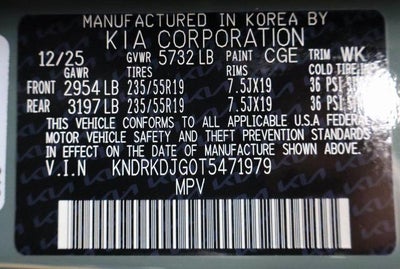 MANUFACTURED IN KOREA BY
KIA CORPORATION
12/25 GVWR 5732 LB PAINT CGE TRIM WK
GAWR TIRES RIMS COLD TIRE
FRONT 2954 LB 235/55R19 7.5JX19 36 PSI
REAR 3197 LB 235/55R19 7.5JX19 36 PSI
THIS VEHICLE CONFORMS TO ALL APPLICABLE U.S.A FEDERAL
MOTOR VEHICLE SAFETY AND THEFT PREVENTION STANDARDS
IN EFFECT ON THE DATE OF MANUFACTURE SHOWN ABOVE.
V.I.N KNDRKDJG0T5471979
MPV